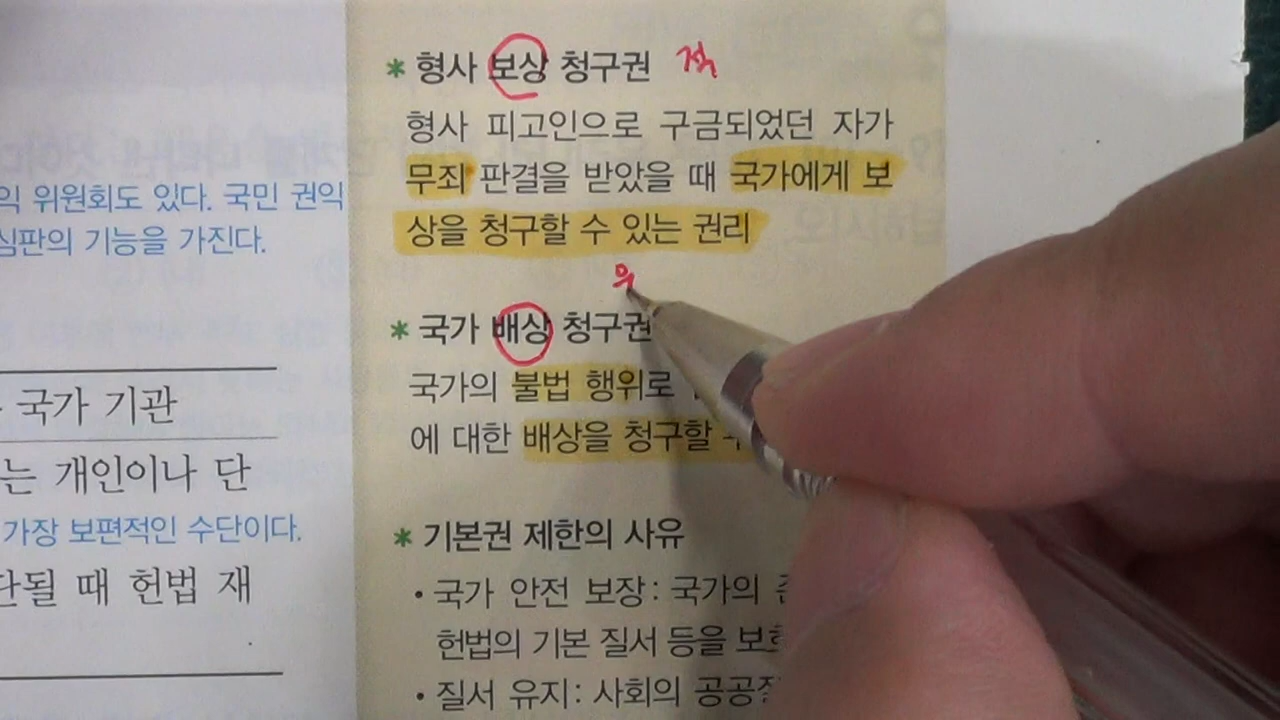 익 위원회도 있다. 국민 권익
심판의 기능을 가진다.
국가 기관
는 개인이나 단
가장 보편적인 수단이다.
단될 때 헌법 재
* 형사 보상 청구권 적
형사 피고인으로 구금되었던 자가
무죄 판결을 받았을 때 국가에게 보
상을 청구할 수 있는 권리
* 국가 배상 청구권
국가의 불법 행위로
에 대한 배상을 청구할
* 기본권 제한의 사유
• 국가 안전 보장: 국가의
헌법의 기본 질서 등을
• 질서 유지: 사회의